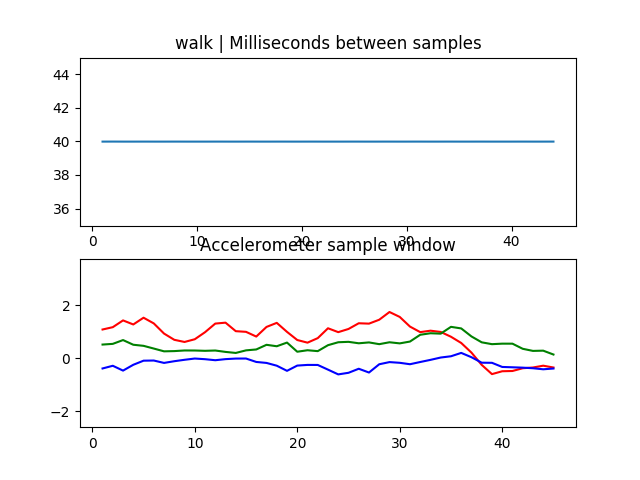 walk | Milliseconds between samples
44
42
40
38
36
0 10 20 30 40
Accelerometer sample window
2
0
−2
0 10 20 30 40